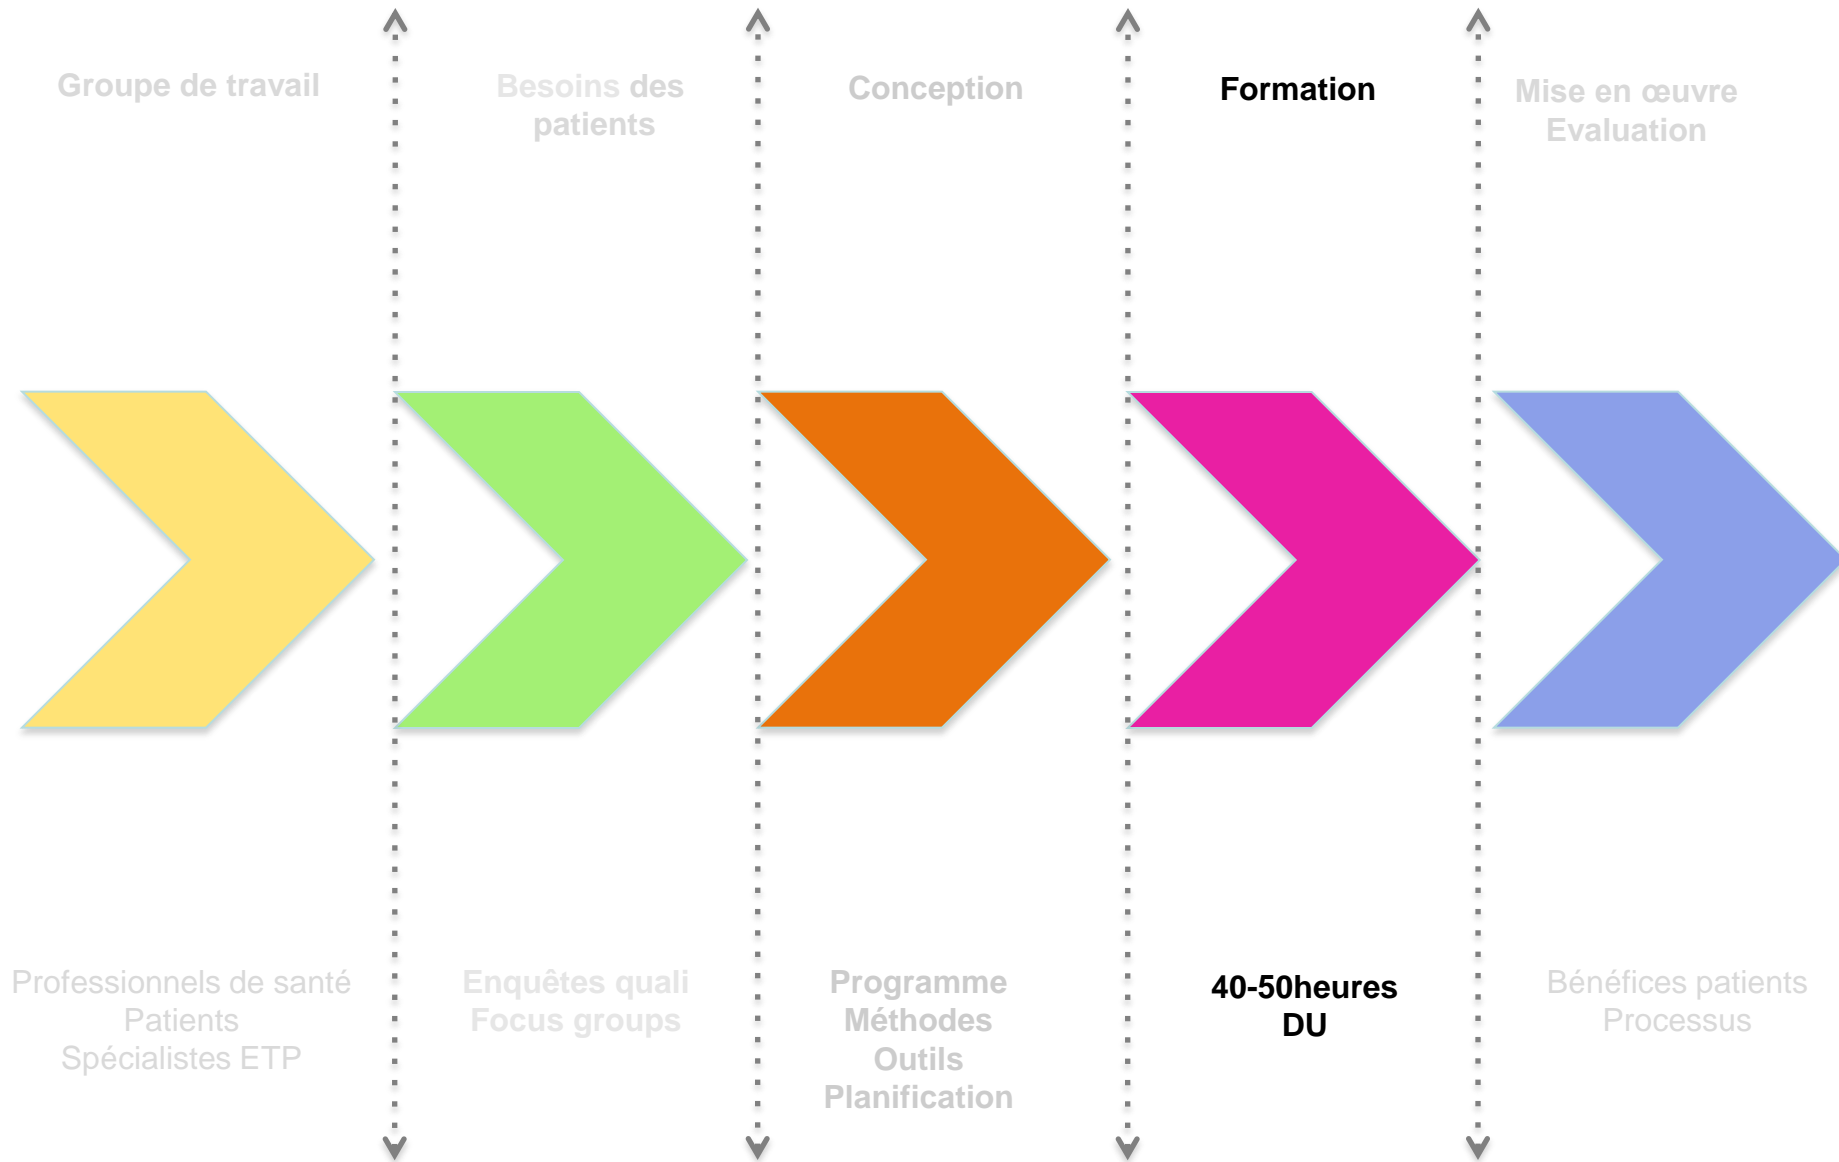 Groupe de travail
Besoins des
patients
Conception
Formation
Mise en œuvre
Evaluation
Professionnels de santé
Patients
Spécialistes ETP
Enquêtes quali
Focus groups
Programme
Méthodes
Outils
Planification
40-50heures
DU
Bénéfices patients
Processus